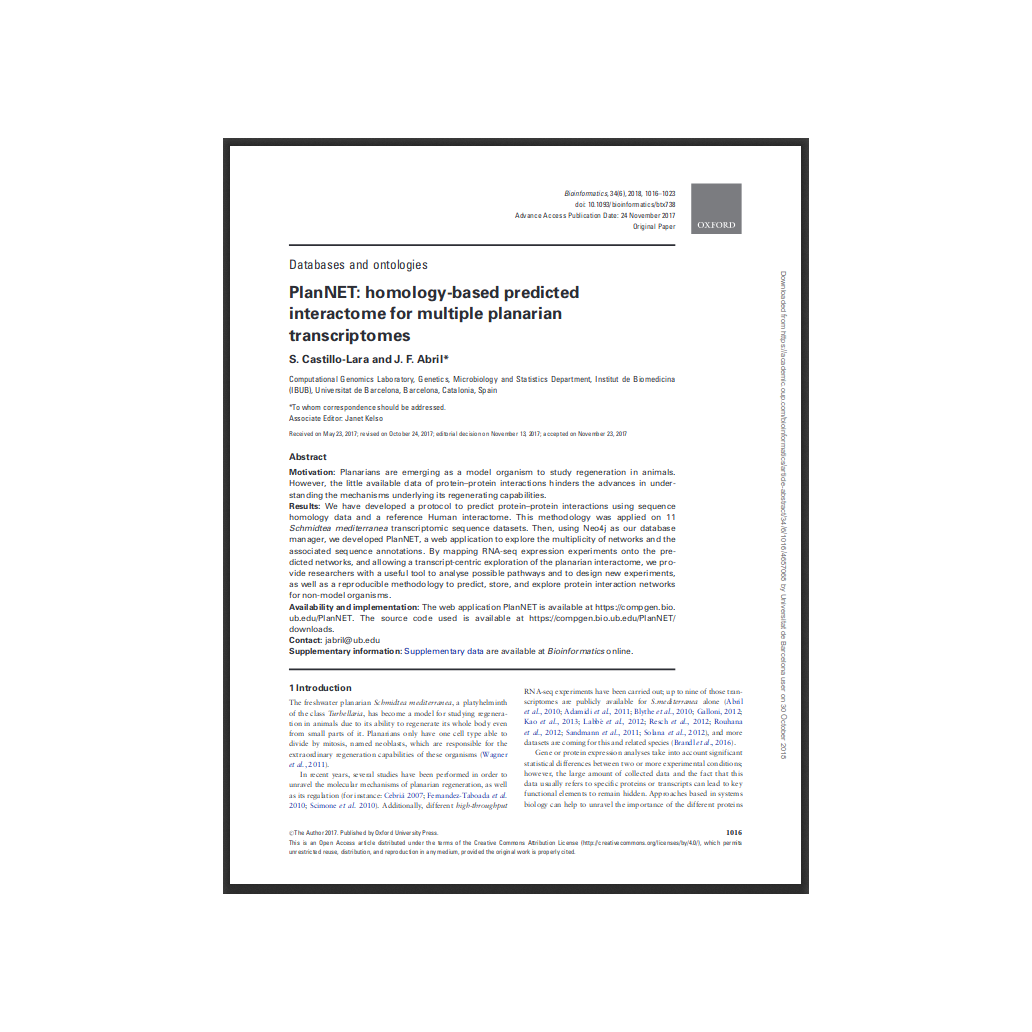 Bioinformatics, 34(6), 2018, 1016–1023
doi: 10.1093/bioinformatics/btx738
Advance Access Publication Date: 24 November 2017
Original Paper
OXFORD
Databases and ontologies
PlanNET: homology-based predicted
interactome for multiple planarian
transcriptomes
S. Castillo-Lara and J. F. Abril*
Computational Genomics Laboratory, Genetics, Microbiology and Statistics Department, Institut de Biomedicina
(IBUB), Universitat de Barcelona, Barcelona, Catalonia, Spain
*To whom correspondence should be addressed.
Associate Editor: Janet Kelso
Received on May 23, 2017; revised on October 24, 2017; editorial decision on November 13, 2017; accepted on November 23, 2017
Abstract
Motivation: Planarians are emerging as a model organism to study regeneration in animals.
However, the little available data of protein–protein interactions hinders the advances in under-
standing the mechanisms underlying its regenerating capabilities.
Results: We have developed a protocol to predict protein–protein interactions using sequence
homology data and a reference Human interactome. This methodology was applied on 11
Schmidtea mediterranea transcriptomic sequence datasets. Then, using Neo4j as our database
manager, we developed PlanNET, a web application to explore the multiplicity of networks and the
associated sequence annotations. By mapping RNA-seq expression experiments onto the pre-
dicted networks, and allowing a transcript-centric exploration of the planarian interactome, we pro-
vide researchers with a useful tool to analyse possible pathways and to design new experiments,
as well as a reproducible methodology to predict, store, and explore protein interaction networks
for non-model organisms.
Availability and implementation: The web application PlanNET is available at https://compgen.bio.
ub.edu/PlanNET. The source code used is available at https://compgen.bio.ub.edu/PlanNET/
downloads.
Contact: jabril@ub.edu
Supplementary information: Supplementary data are available at Bioinformatics online.
1 Introduction
The freshwater planarian Schmidtea mediterranea, a platyhelminth
of the class Turbellaria, has become a model for studying regenera-
tion in animals due to its ability to regenerate its whole body even
from small parts of it. Planarians only have one cell type able to
divide by mitosis, named neoblasts, which are responsible for the
extraordinary regeneration capabilities of these organisms (Wagner
et al., 2011).
In recent years, several studies have been performed in order to
unravel the molecular mechanisms of planarian regeneration, as well
as its regulation (for instance: Cebrià 2007; Fernandez-Taboada et al.
2010; Scimone et al. 2010). Additionally, different high-throughput
RNA-seq experiments have been carried out; up to nine of those tran-
scriptomes are publicly available for S.mediterranea alone (Abril
et al., 2010; Adamidi et al., 2011; Blythe et al., 2010; Galloni, 2012;
Kao et al., 2013; Labbé et al., 2012; Resch et al., 2012; Rouhana
et al., 2012; Sandmann et al., 2011; Solana et al., 2012), and more
datasets are coming for this and related species (Brandl et al., 2016).
Gene or protein expression analyses take into account significant
statistical differences between two or more experimental conditions;
however, the large amount of collected data and the fact that this
data usually refers to specific proteins or transcripts can lead to key
functional elements to remain hidden. Approaches based in systems
biology can help to unravel the importance of the different proteins
©The Author 2017. Published by Oxford University Press.
1016
This is an Open Access article distributed under the terms of the Creative Commons Attribution License (http://creativecommons.org/licenses/by/4.0/), which permits
unrestricted reuse, distribution, and reproduction in any medium, provided the original work is properly cited.
Downloaded from https://academic.oup.com/bioinformatics/article-abstract/34/6/1016/4657068 by Universitat de Barcelona user on 30 October 2018